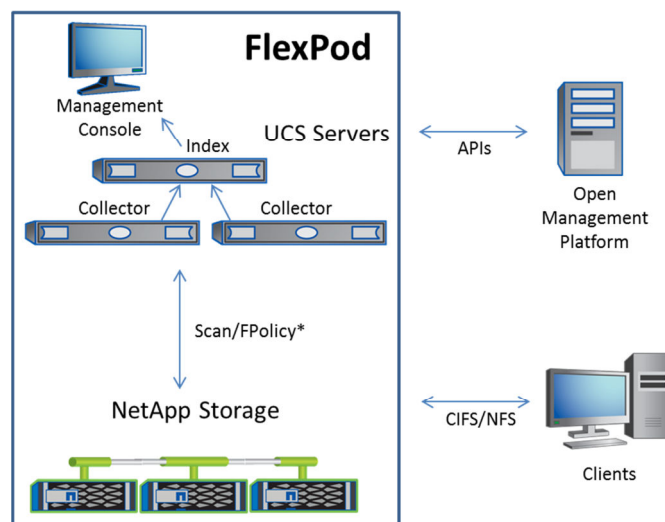 FlexPod
Management
Console
Index
UCS Servers
Collector
Collector
Scan/FPolicy*
NetApp Storage
APIs
Open
Management
Platform
CIFS/NFS
Clients